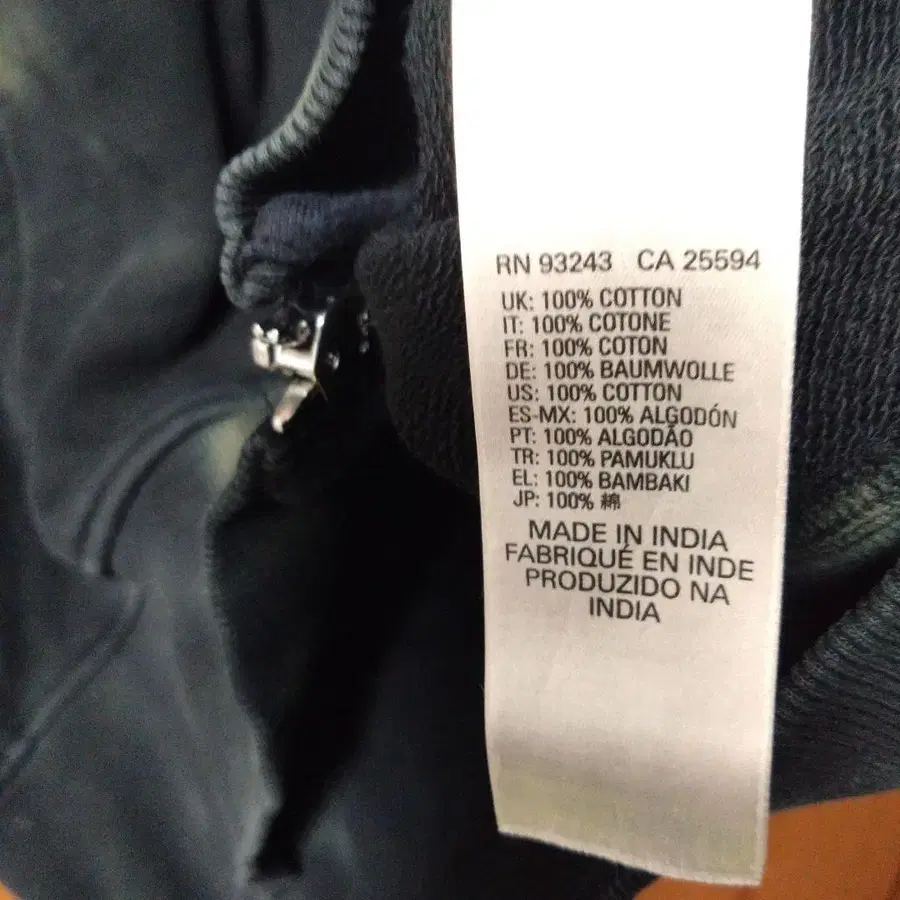 RN 93243 CA 25594
UK: 100% COTTON
IT: 100% COTONE
FR: 100% COTON
DE: 100% BAUMWOLLE
US: 100% COTTON
ES-MX: 100% ALGODÓN
PT: 100% ALGODÃO
TR: 100% PAMUKLU
EL: 100% BAMBAKI
JP: 100% 綿
MADE IN INDIA
FABRIQUÉ EN INDE
PRODUZIDO NA
INDIA